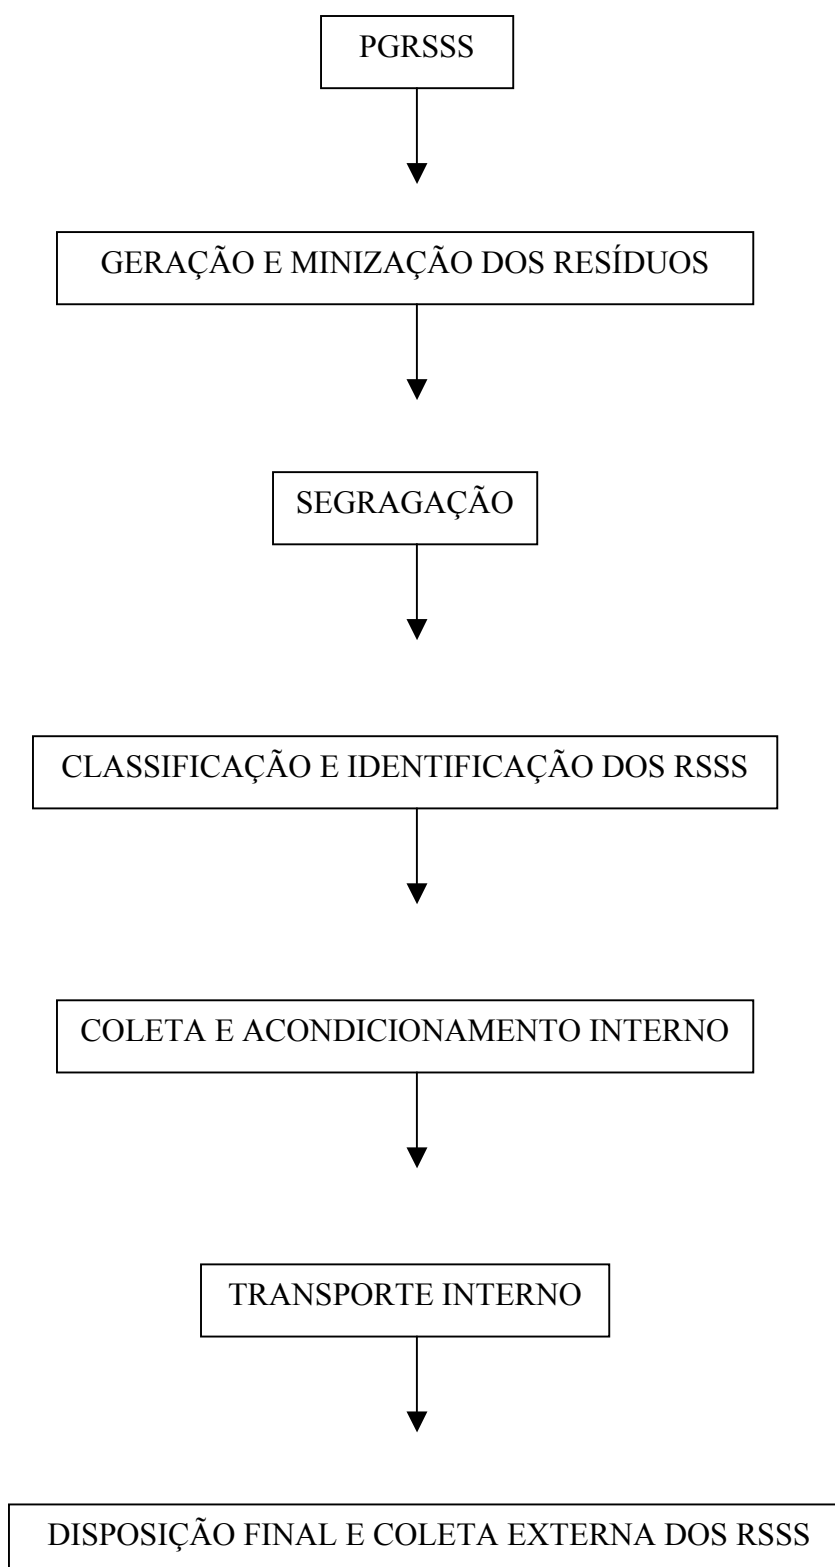 PGRSSS
GERAÇÃO E MINIZAÇÃO DOS RESÍDUOS
SEGRAGAÇÃO
CLASSIFICAÇÃO E IDENTIFICAÇÃO DOS RSSS
COLETA E ACONDICIONAMENTO INTERNO
TRANSPORTE INTERNO
DISPOSIÇÃO FINAL E COLETA EXTERNA DOS RSSS